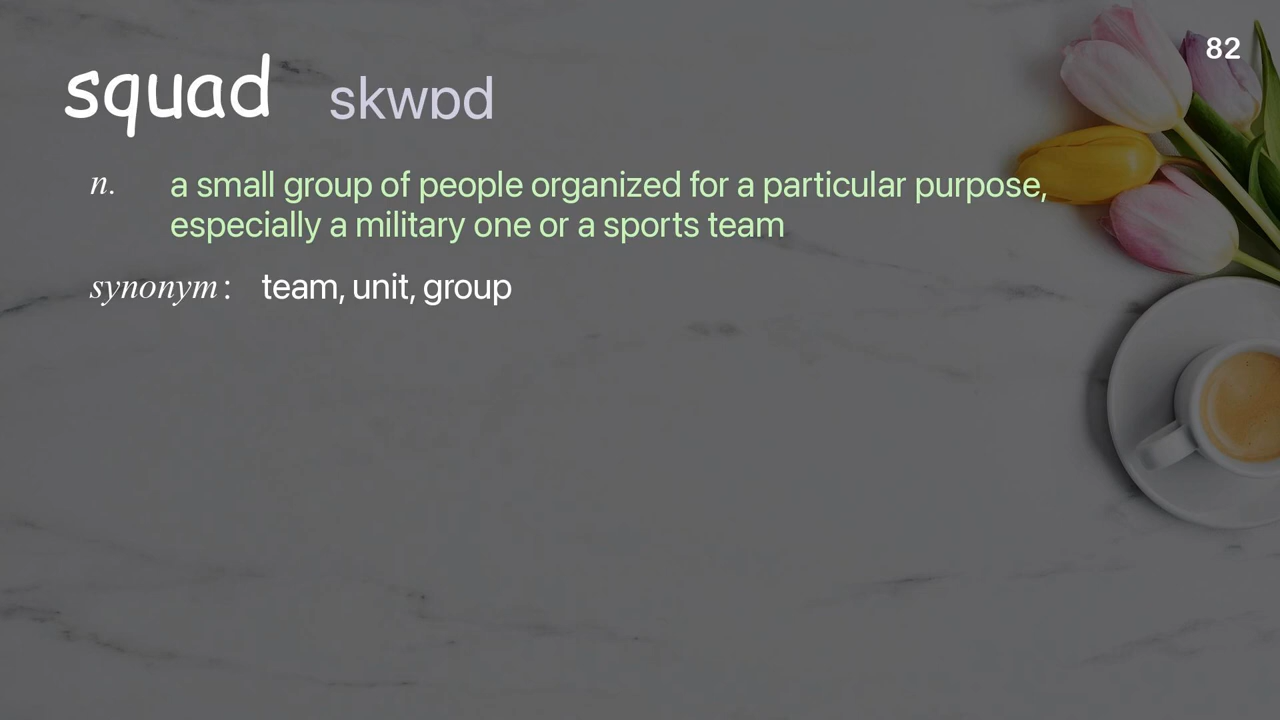 82
squad skwɒd
n. a small group of people organized for a particular purpose,
especially a military one or a sports team
synonym: team, unit, group